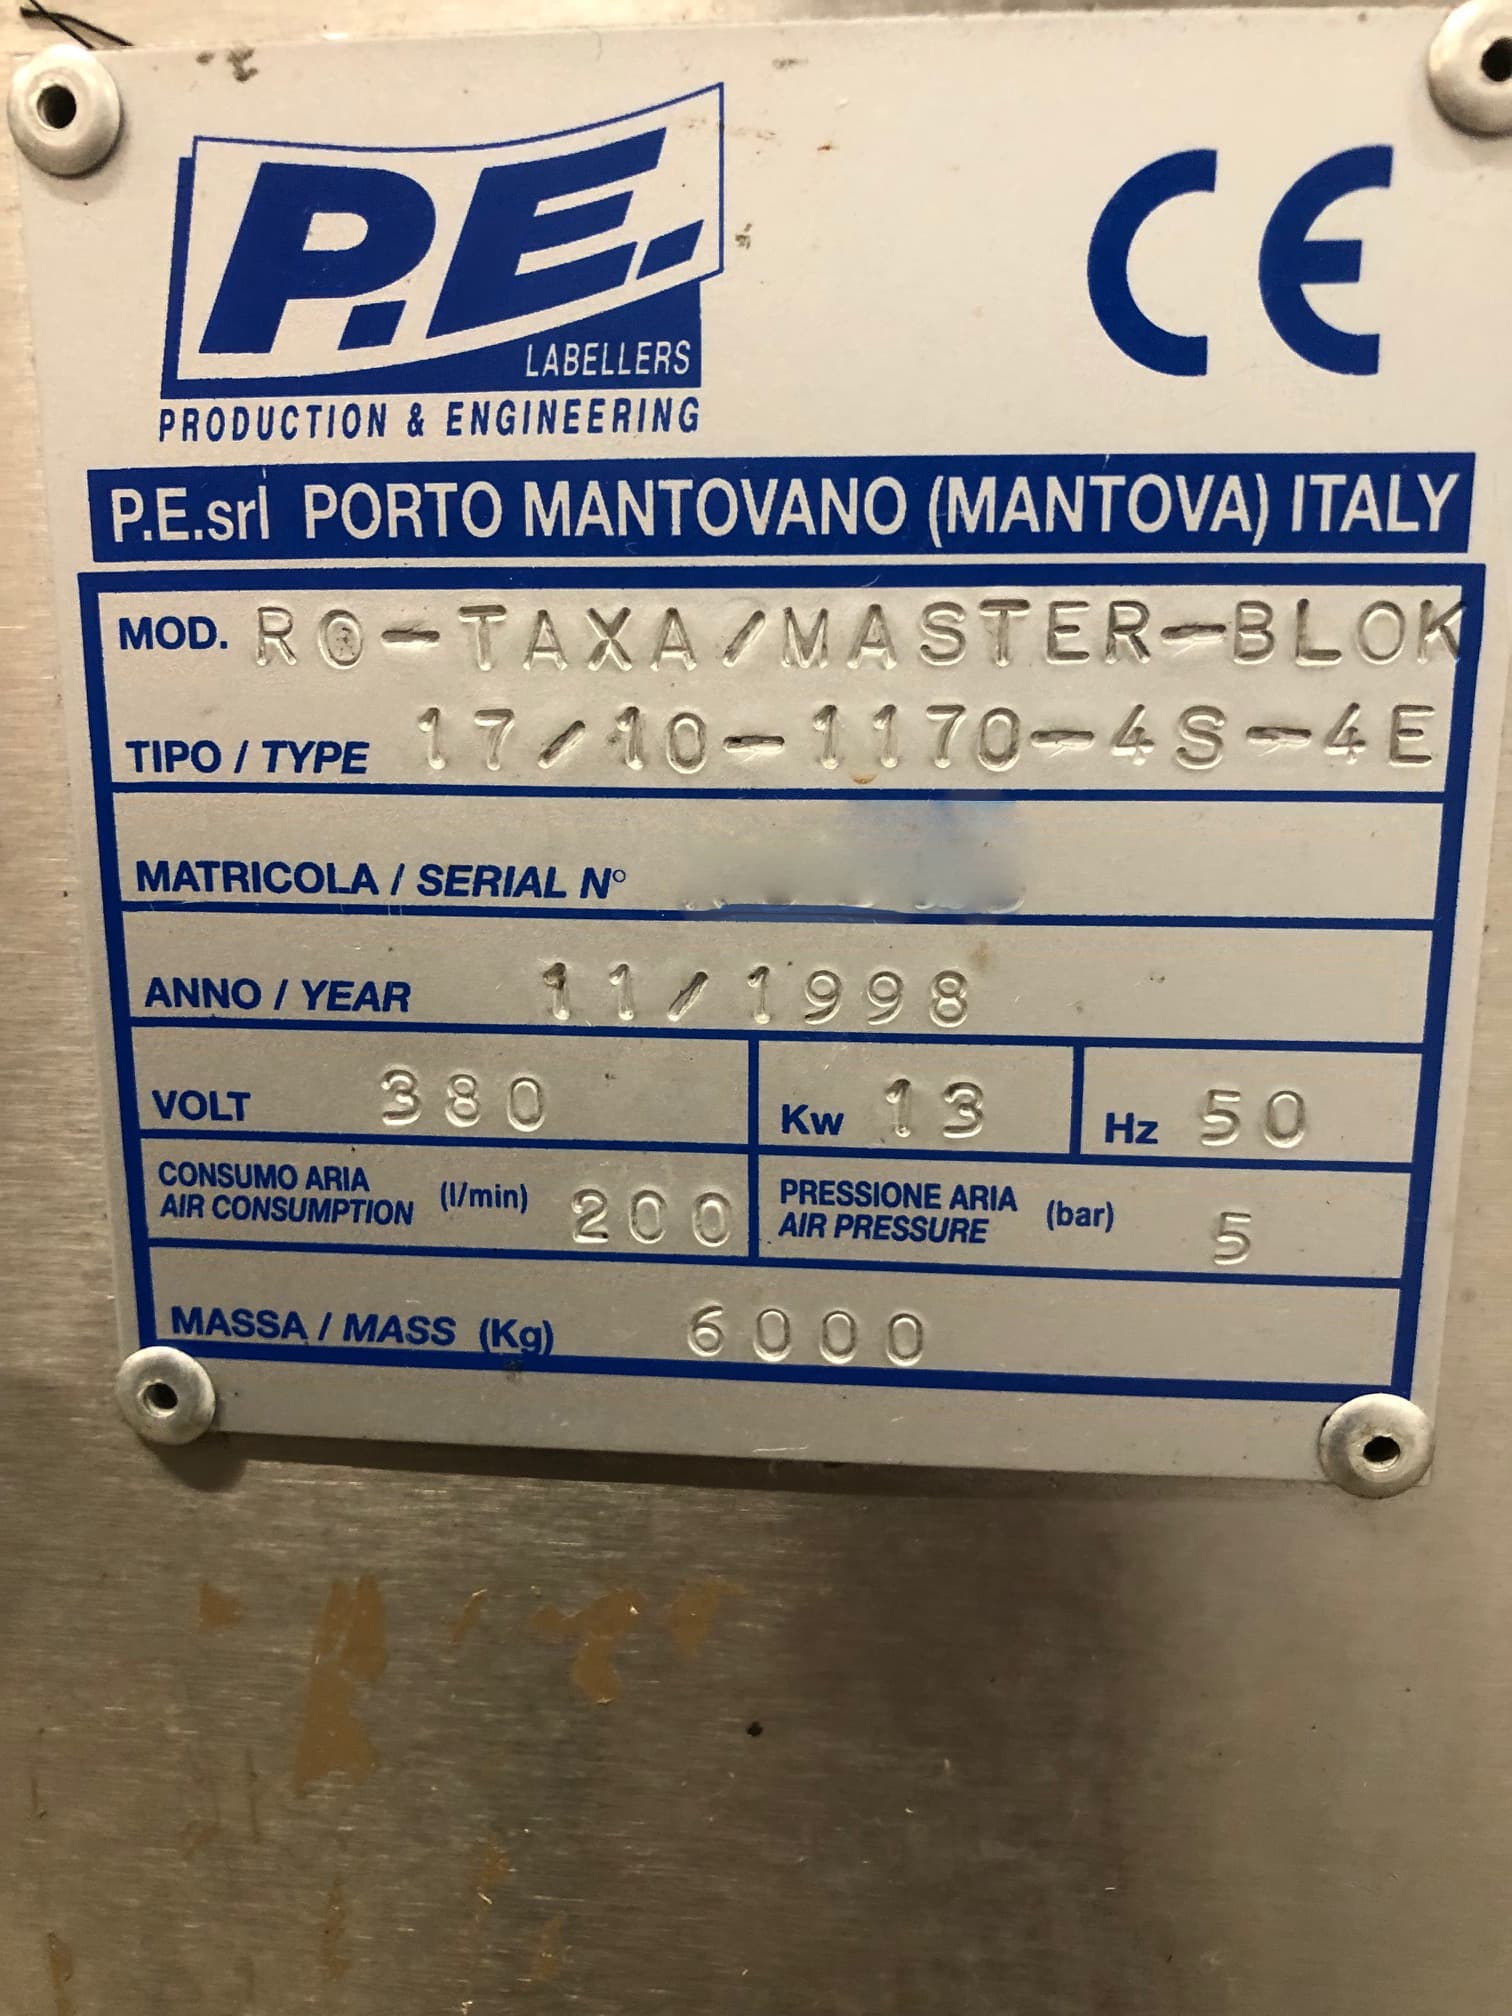 P.E.
LABELLERS
PRODUCTION & ENGINEERING
CE
P.E.srl PORTO MANTOVANO (MANTOVA) ITALY
MOD. RO-TAXA/MASTER-BLOK
TIPO / TYPE 17/10-1170-4S-4E
MATRICOLA / SERIAL N°
ANNO / YEAR 11/1998
VOLT 380 Kw 13 Hz 50
CONSUMO ARIA (l/min) 200 PRESSIONE ARIA (bar) 5
AIR CONSUMPTION AIR PRESSURE
MASSA / MASS (Kg) 6000